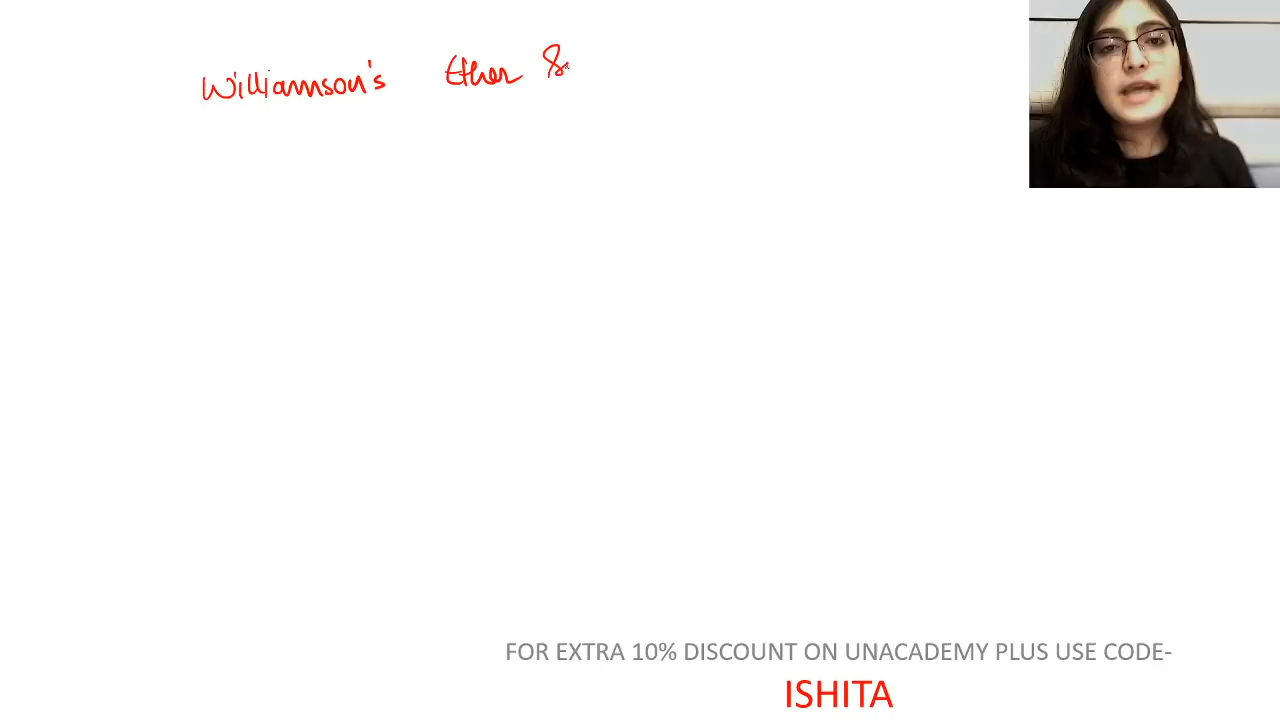 Williamson's Ether S
FOR EXTRA 10% DISCOUNT ON UNACADEMY PLUS USE CODE-
ISHITA